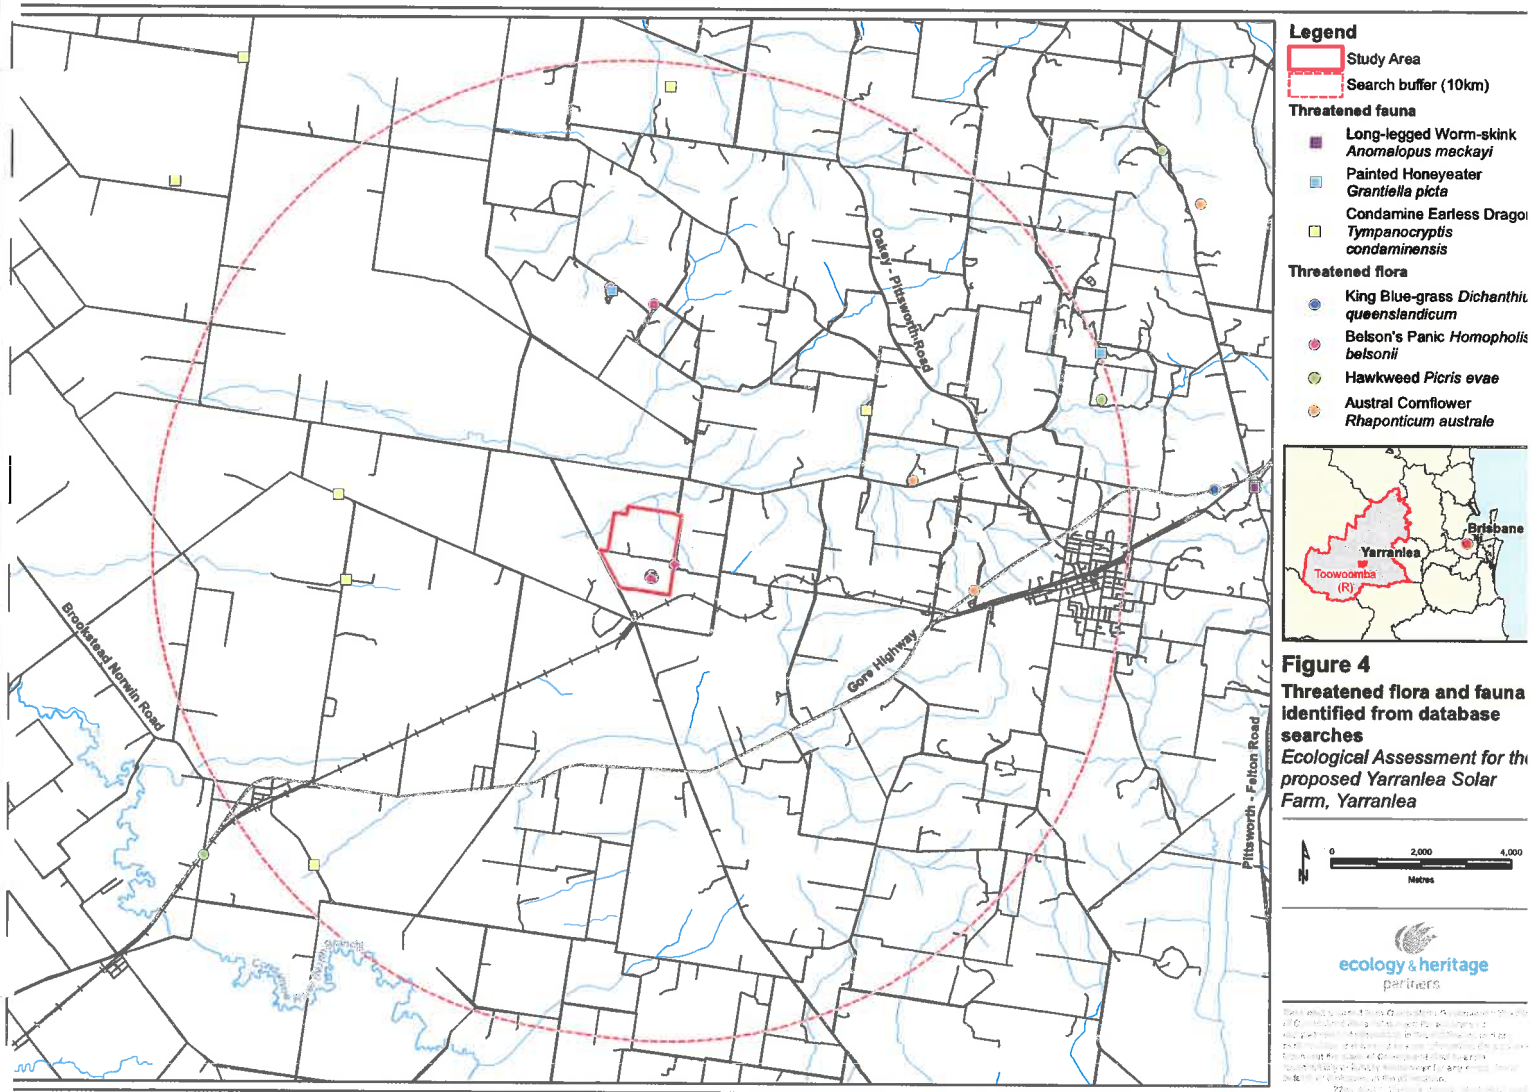 Oakey - Pittsworth Road
Brookstead Norwin Road
Gore Highway
Pittsworth - Felton Road
Legend
Study Area
Search buffer (10km)
Threatened fauna
Long-legged Worm-skink
Anomalopus mackayi
Painted Honeyeater
Grantiella picta
Condamine Earless Dragon
Tympanocryptis
condaminensis
Threatened flora
King Blue-grass Dichanthiu
queenslandicum
Belson's Panic Homopholis
belsonii
Hawkweed Picris evae
Austral Cornflower
Rhaponticum australe
Brisbane
Yarranlea
Toowoomba
(R)
Figure 4
Threatened flora and fauna
identified from database
searches
Ecological Assessment for the
proposed Yarranlea Solar
Farm, Yarranlea
0 2,000 4,000
Metres
N
ecology & heritage
partners